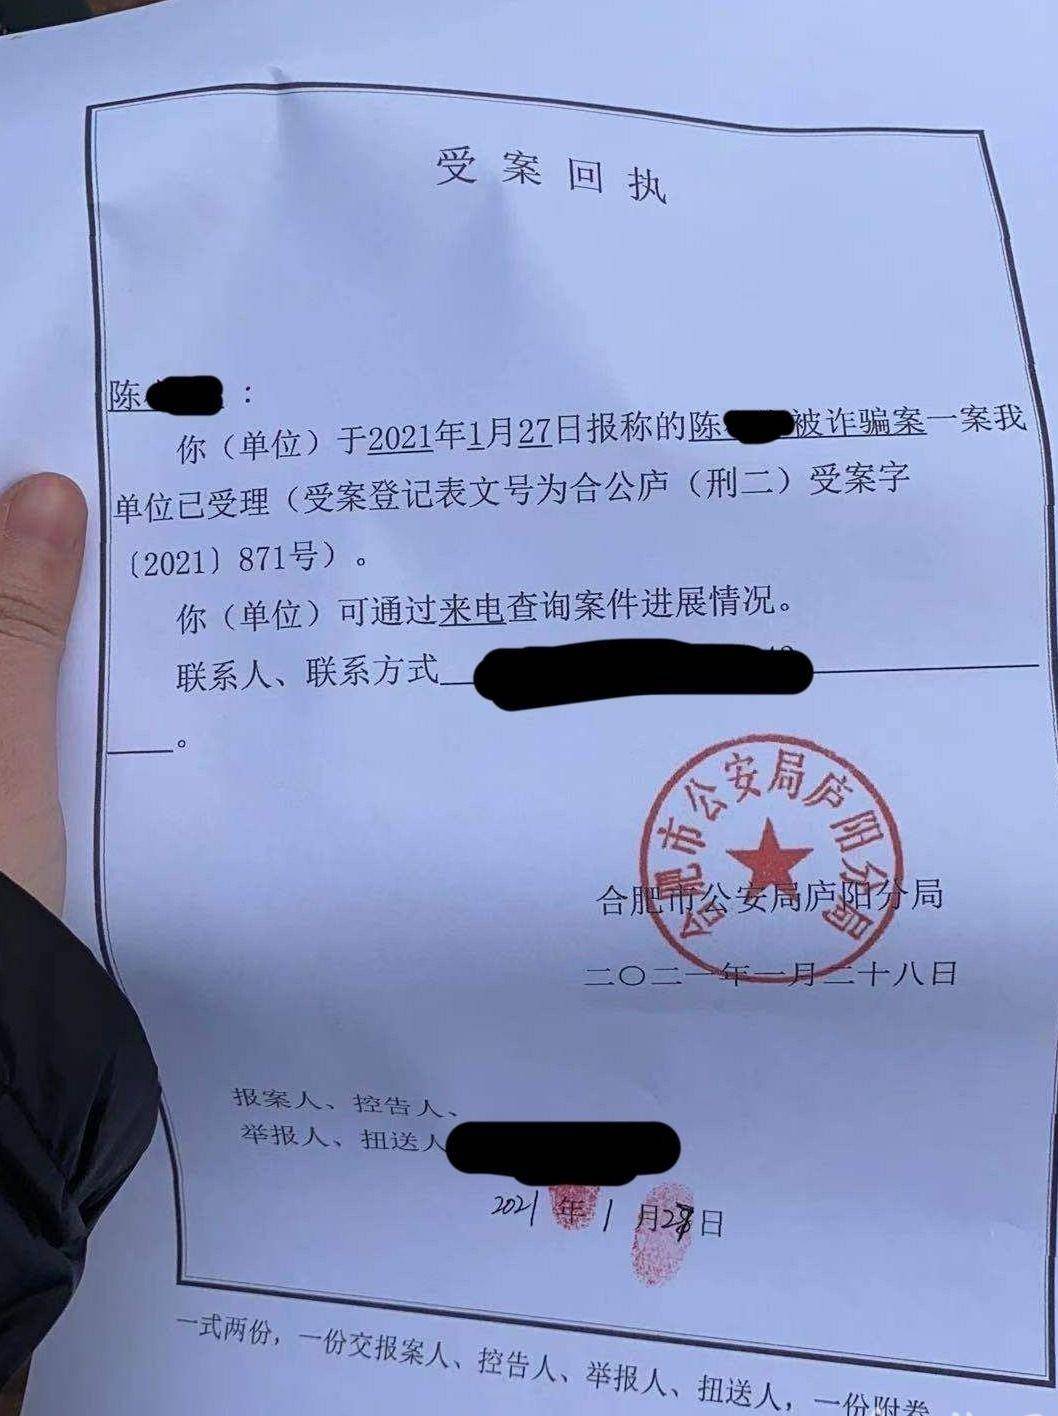 受案回执
陈
：
你（单位）于2021年1月27日报称的陈 被诈骗案一案我
单位已受理（受案登记表文号为合公庐（刑二）受案字
〔2021〕871号）。
你（单位）可通过来电查询案件进展情况。
联系人、联系方式
。
合肥市公安局庐阳分局
合肥市公安局庐阳分局
二〇二一年一月二十八日
报案人、控告人、
举报人、扭送人
2021年1月28日
一式两份，一份交报案人、控告人、举报人、扭送人，一份附卷